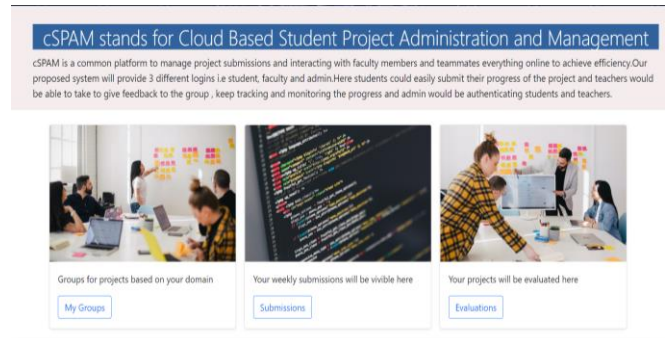 cSPAM stands for Cloud Based Student Project Administration and Management
cSPAM is a common platform to manage project submissions and interacting with faculty members and teammates everything online to achieve efficiency.Our
proposed system will provide 3 different logins i.e student, faculty and admin.Here students could easily submit their progress of the project and teachers would
be able to take to give feedback to the group , keep tracking and monitoring the progress and admin would be authenticating students and teachers.
Groups for projects based on your domain
Your weekly submissions will be vivible here
Your projects will be evaluated here
My Groups
Submissions
Evaluations